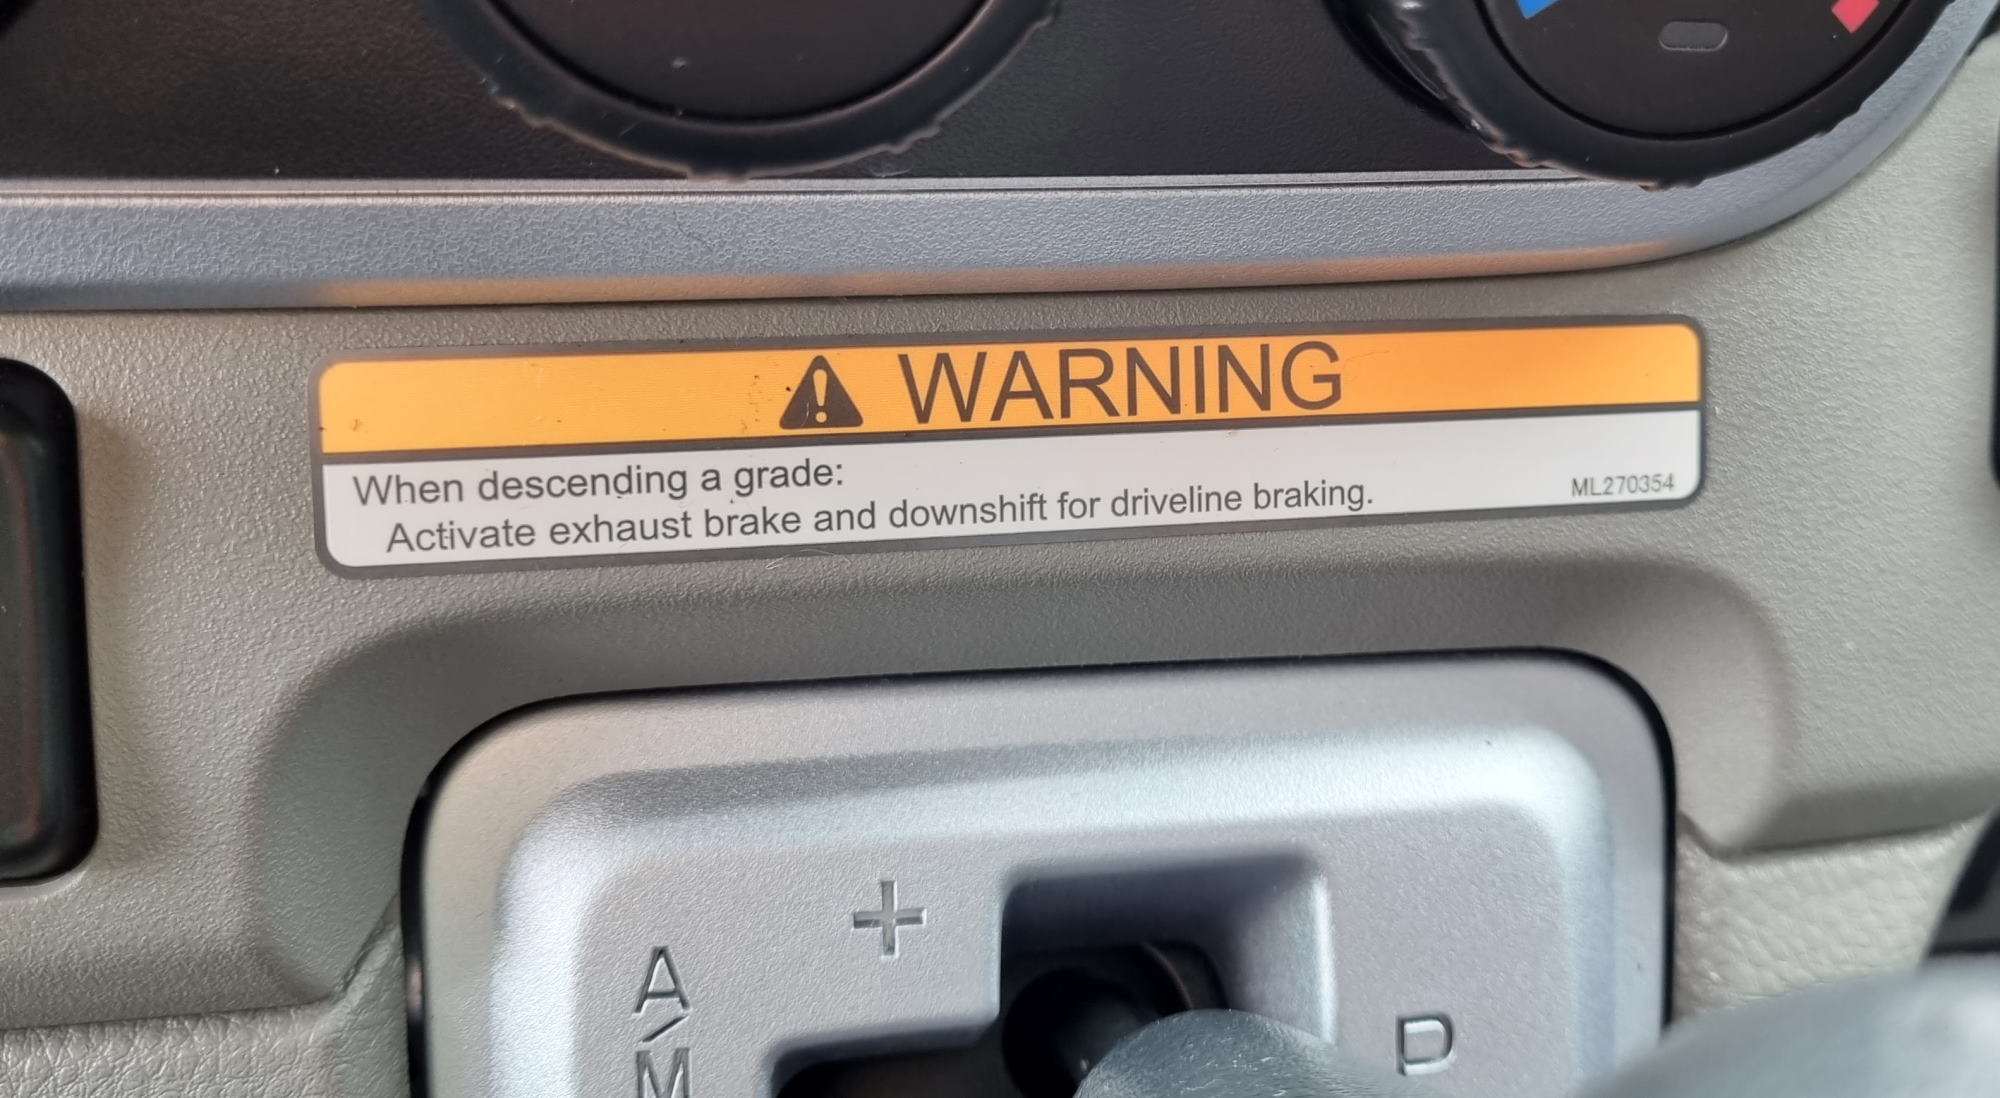 WARNING
When descending a grade:
Activate exhaust brake and downshift for driveline braking.
ML270354
+
A/M
P